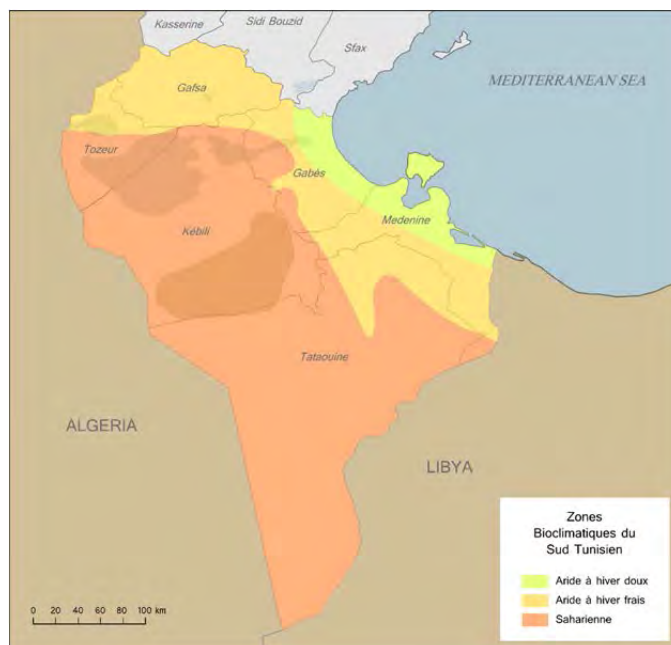 Kasserine
Sidi Bouzid
Sfax
MEDITERRANEAN SEA
Gafsa
Tozeur
Gabès
Kébili
Medenine
Tataouine
ALGERIA
LIBYA
Zones
Bioclimatiques du
Sud Tunisien
Aride à hiver doux
Aride à hiver frais
Saharienne
0 20 40 60 80 100 km